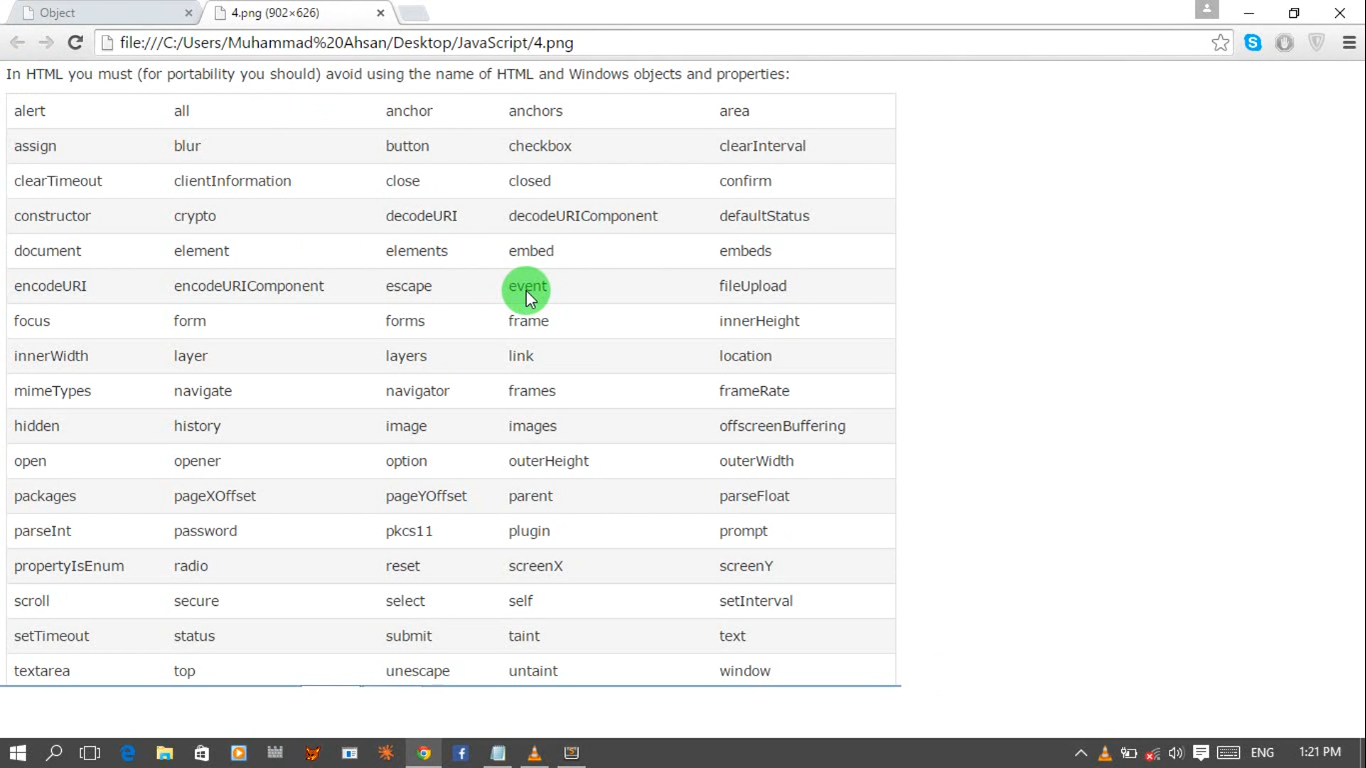 Object
4.png (902×626)
file:///C:/Users/Muhammad%20Ahsan/Desktop/JavaScript/4.png
In HTML you must (for portability you should) avoid using the name of HTML and Windows objects and properties:
alert all anchor anchors area
assign blur button checkbox clearInterval
clearTimeout clientInformation close closed confirm
constructor crypto decodeURI decodeURIComponent defaultStatus
document element elements embed embeds
encodeURI encodeURIComponent escape event fileUpload
focus form forms frame innerHeight
innerWidth layer layers link location
mimeTypes navigate navigator frames frameRate
hidden history image images offscreenBuffering
open opener option outerHeight outerWidth
packages pageXOffset pageYOffset parent parseFloat
parseInt password pkcs11 plugin prompt
propertyIsEnum radio reset screenX screenY
scroll secure select self setInterval
setTimeout status submit taint text
textarea top unescape untaint window
ENG 1:21 PM